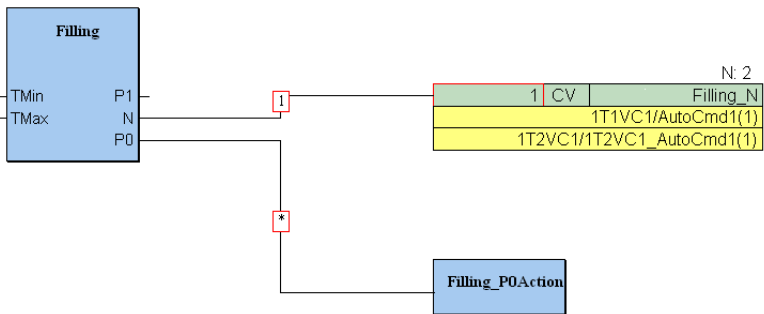 Filling
TMin P1
TMax N
P0
1
N: 2
1 CV Filling_N
1T1VC1/AutoCmd1(1)
1T2VC1/1T2VC1_AutoCmd1(1)
*
Filling_P0Action